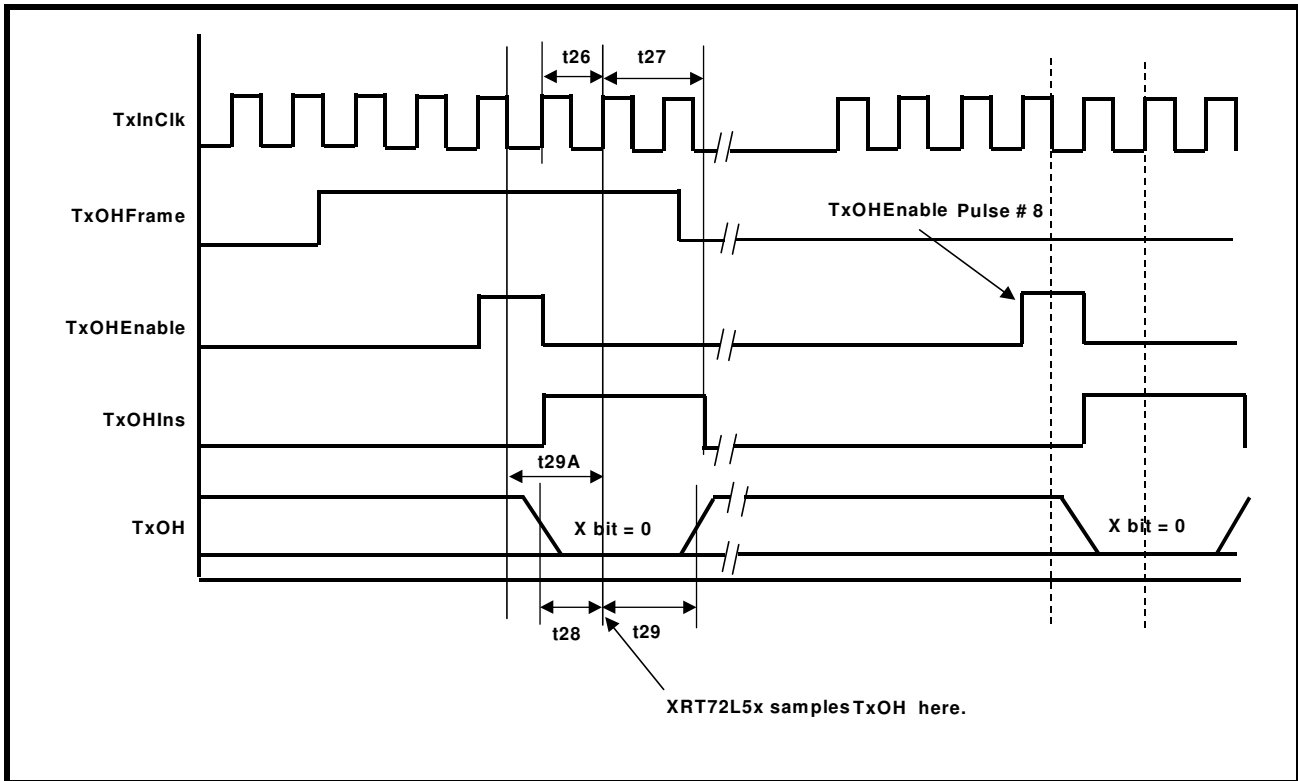 t26
t27
TxInClk
TxOHFrame
TxOHEnable Pulse # 8
TxOHEnable
TxOHIns
t29A
TxOH
X bit = 0
X bit = 0
t28
t29
XRT72L5x samples TxOH here.